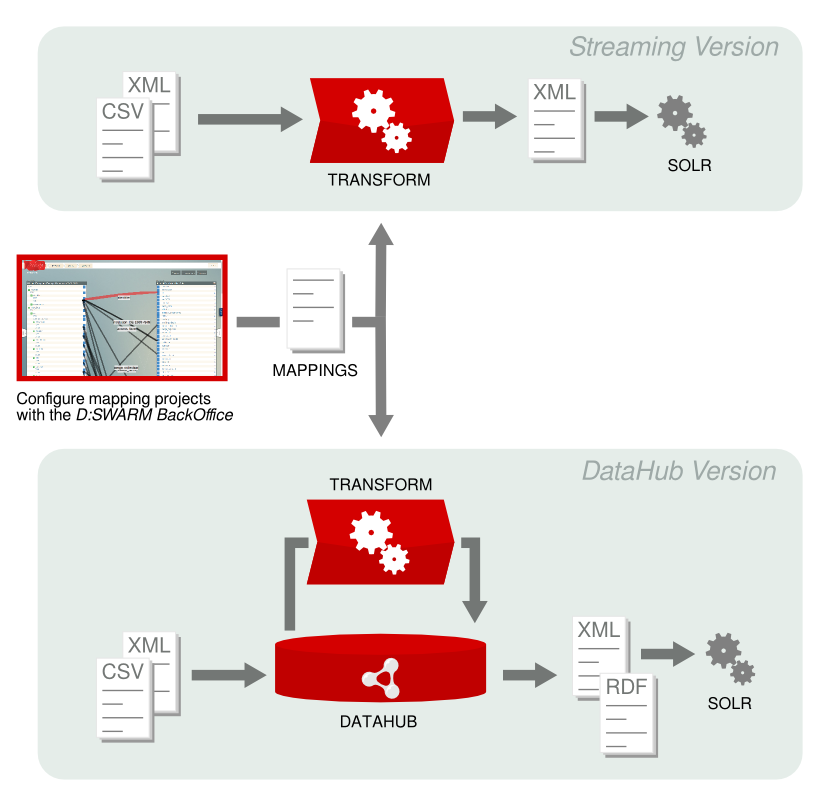 Streaming Version
XML
CSV
TRANSFORM
XML
SOLR
MAPPINGS
Configure mapping projects
with the D:SWARM BackOffice
DataHub Version
TRANSFORM
XML
CSV
DATAHUB
XML
RDF
SOLR